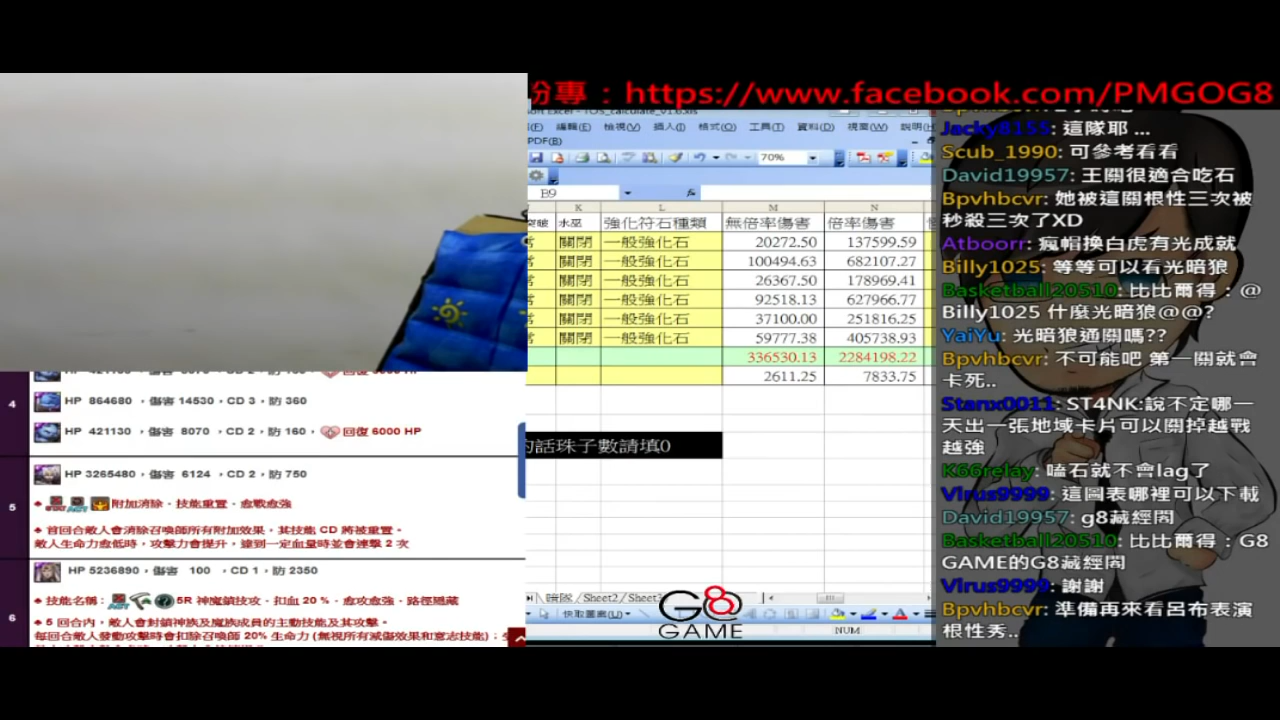 粉專：https://www.facebook.com/PMGOG8
編輯(E) 檢視(V) 插入(I) 格式(O) 工具(T) 資料(D) 視窗(W) 說明(H)
PDF(B)
70%
B9
fx
K L M N
水巫 強化符石種類 無倍率傷害 倍率傷害
關閉 一般強化石 20272.50 137599.59
關閉 一般強化石 100494.63 682107.27
關閉 一般強化石 26367.50 178969.41
關閉 一般強化石 92518.13 627966.77
關閉 一般強化石 37100.00 251816.25
關閉 一般強化石 59777.38 405738.93
336530.13 2284198.22
2611.25 7833.75
的話珠子數請填0
Sheet2 / Sheet3
快取圖案(U)
NUM
G8
GAME
4
HP 864680 ，傷害 14530，CD 3，防 360
HP 421130 ，傷害 8070，CD 2，防 160， 回復 6000 HP
5
HP 3265480，傷害 6124，CD 2，防 750
附加消除、技能重置、愈戰愈強
首回合敵人會消除召喚師所有附加效果，其技能 CD 將被重置。
敵人生命力愈低時，攻擊力會提升，達到一定血量時並會連擊 2 次
6
HP 5236890，傷害 100 ，CD 1，防 2350
技能名稱： 5R 神魔鎖技攻、扣血 20%、愈攻愈強、路徑隱藏
5 回合內，敵人會封鎖神族及魔族成員的主動技能及其攻擊。
每回合敵人發動攻擊時會扣除召喚師 20% 生命力 (無視所有減傷效果和意志技能)：
Jacky8155: 這隊耶 ...
Scub_1990: 可參考看看
David19957: 王關很適合吃石
Bpvhbcvr: 她被這關根性三次被
秒殺三次了XD
Atboorr: 瘋帽換白虎有光成就
Billy1025: 等等可以看光暗狼
Basketball20510: 比比爾得：@
Billy1025 什麼光暗狼@@?
YaiYu: 光暗狼通關嗎??
Bpvhbcvr: 不可能吧 第一關就會
卡死..
Stanx0011: ST4NK:說不定哪一
天出一張地域卡片可以關掉越戰
越強
K66relay: 嗑石就不會lag了
Virus9999: 這圖表哪裡可以下載
David19957: g8藏經閣
Basketball20510: 比比爾得：G8
GAME的G8藏經閣
Virus9999: 謝謝
Bpvhbcvr: 準備再來看呂布表演
根性秀..